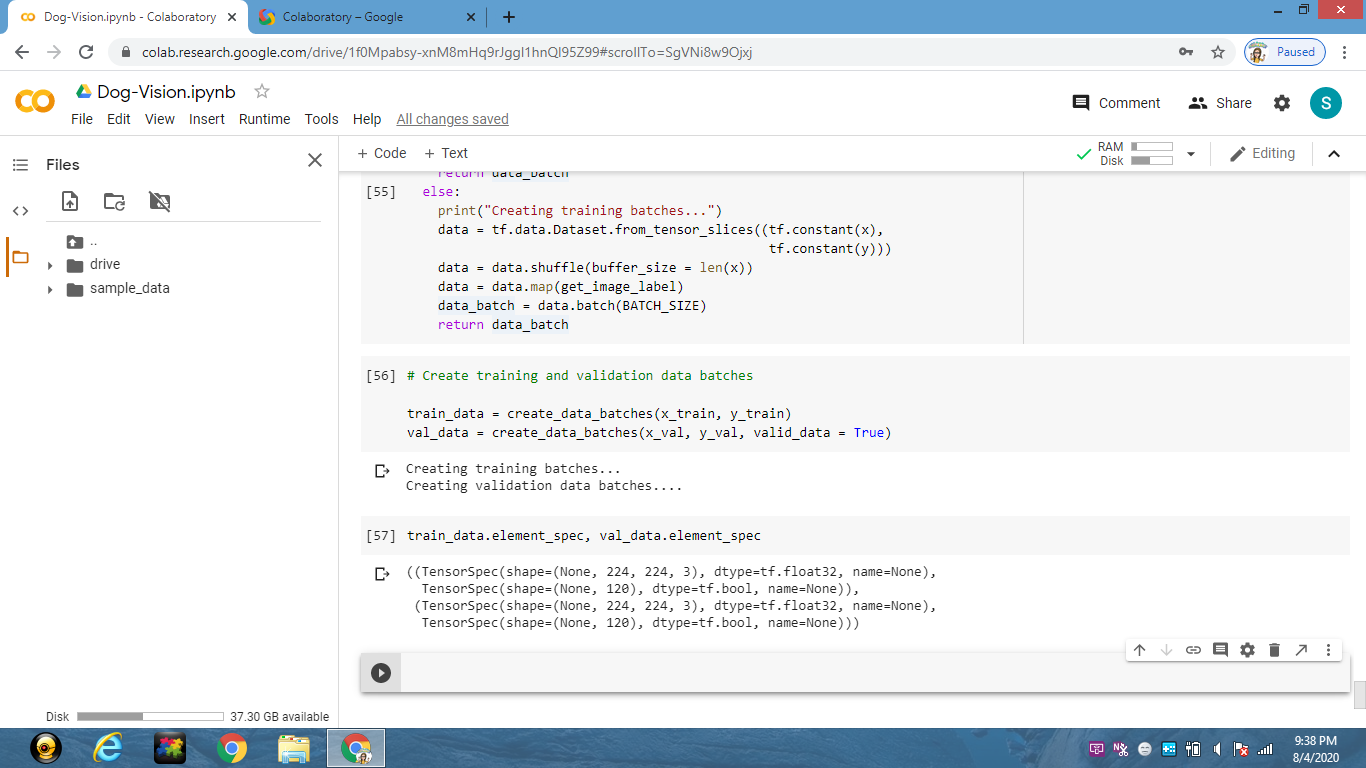 Dog-Vision.ipynb - Colaboratory
Colaboratory – Google
colab.research.google.com/drive/1f0Mpabsy-xnM8mHq9rJggI1hnQl95Z99#scrollTo=SgVNi8w9Ojxj
Paused
Dog-Vision.ipynb
File Edit View Insert Runtime Tools Help All changes saved
Comment Share S
Files
+ Code + Text
RAM
Disk
Editing
..
drive
sample_data
return data_batch
[55] else:
print("Creating training batches...")
data = tf.data.Dataset.from_tensor_slices((tf.constant(x),
tf.constant(y)))
data = data.shuffle(buffer_size = len(x))
data = data.map(get_image_label)
data_batch = data.batch(BATCH_SIZE)
return data_batch
[56] # Create training and validation data batches
train_data = create_data_batches(x_train, y_train)
val_data = create_data_batches(x_val, y_val, valid_data = True)
Creating training batches...
Creating validation data batches....
[57] train_data.element_spec, val_data.element_spec
((TensorSpec(shape=(None, 224, 224, 3), dtype=tf.float32, name=None),
TensorSpec(shape=(None, 120), dtype=tf.bool, name=None)),
(TensorSpec(shape=(None, 224, 224, 3), dtype=tf.float32, name=None),
TensorSpec(shape=(None, 120), dtype=tf.bool, name=None)))
Disk 37.30 GB available
9:38 PM
8/4/2020